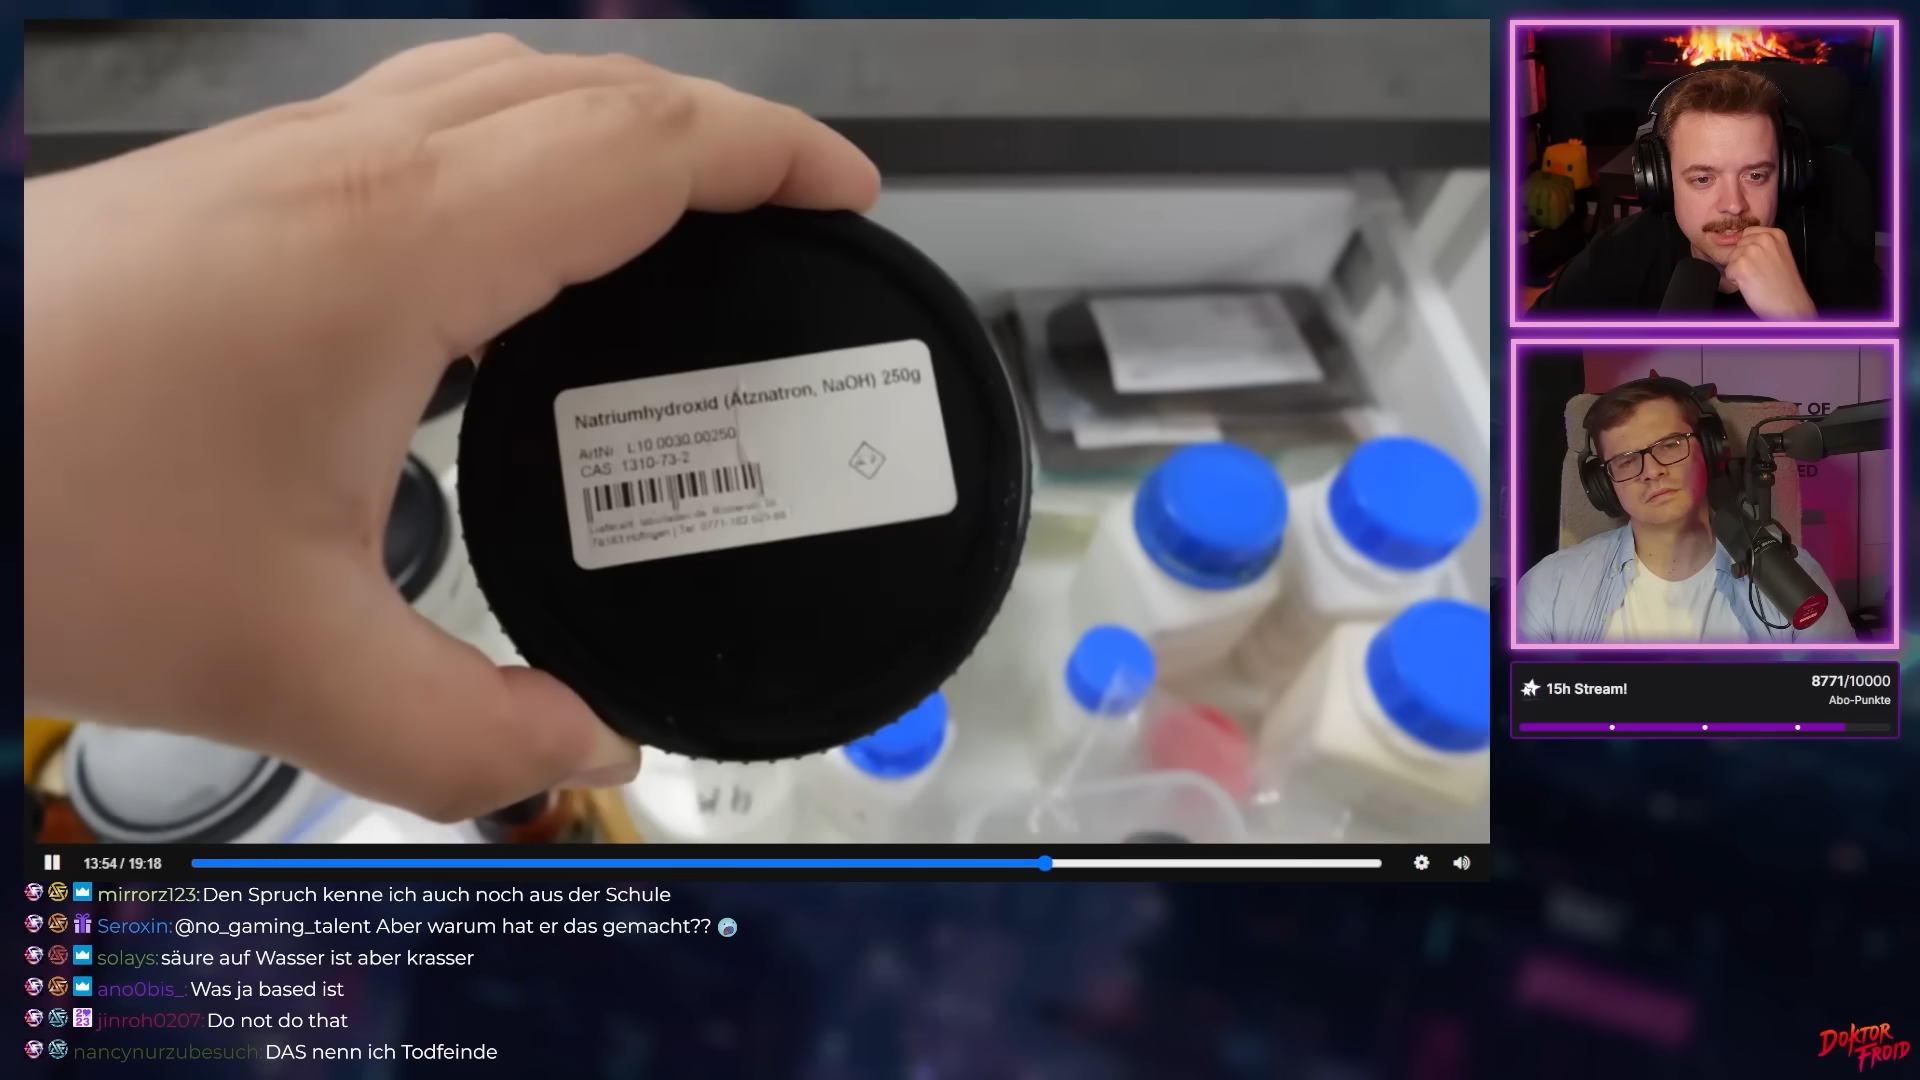 Natriumhydroxid (Ätznatron, NaOH) 250g
ArtNr L10.0030.00250
CAS: 1310-73-2
T OF
ED
15h Stream!
8771/10000
Abo-Punkte
13:54 / 19:18
mirrorz123: Den Spruch kenne ich auch noch aus der Schule
Seroxin: @no_gaming_talent Aber warum hat er das gemacht??
solays: säure auf Wasser ist aber krasser
ano0bis_: Was ja based ist
jinroh0207: Do not do that
nancynurzubesuch: DAS nenn ich Todfeinde
DOKTOR
FROID